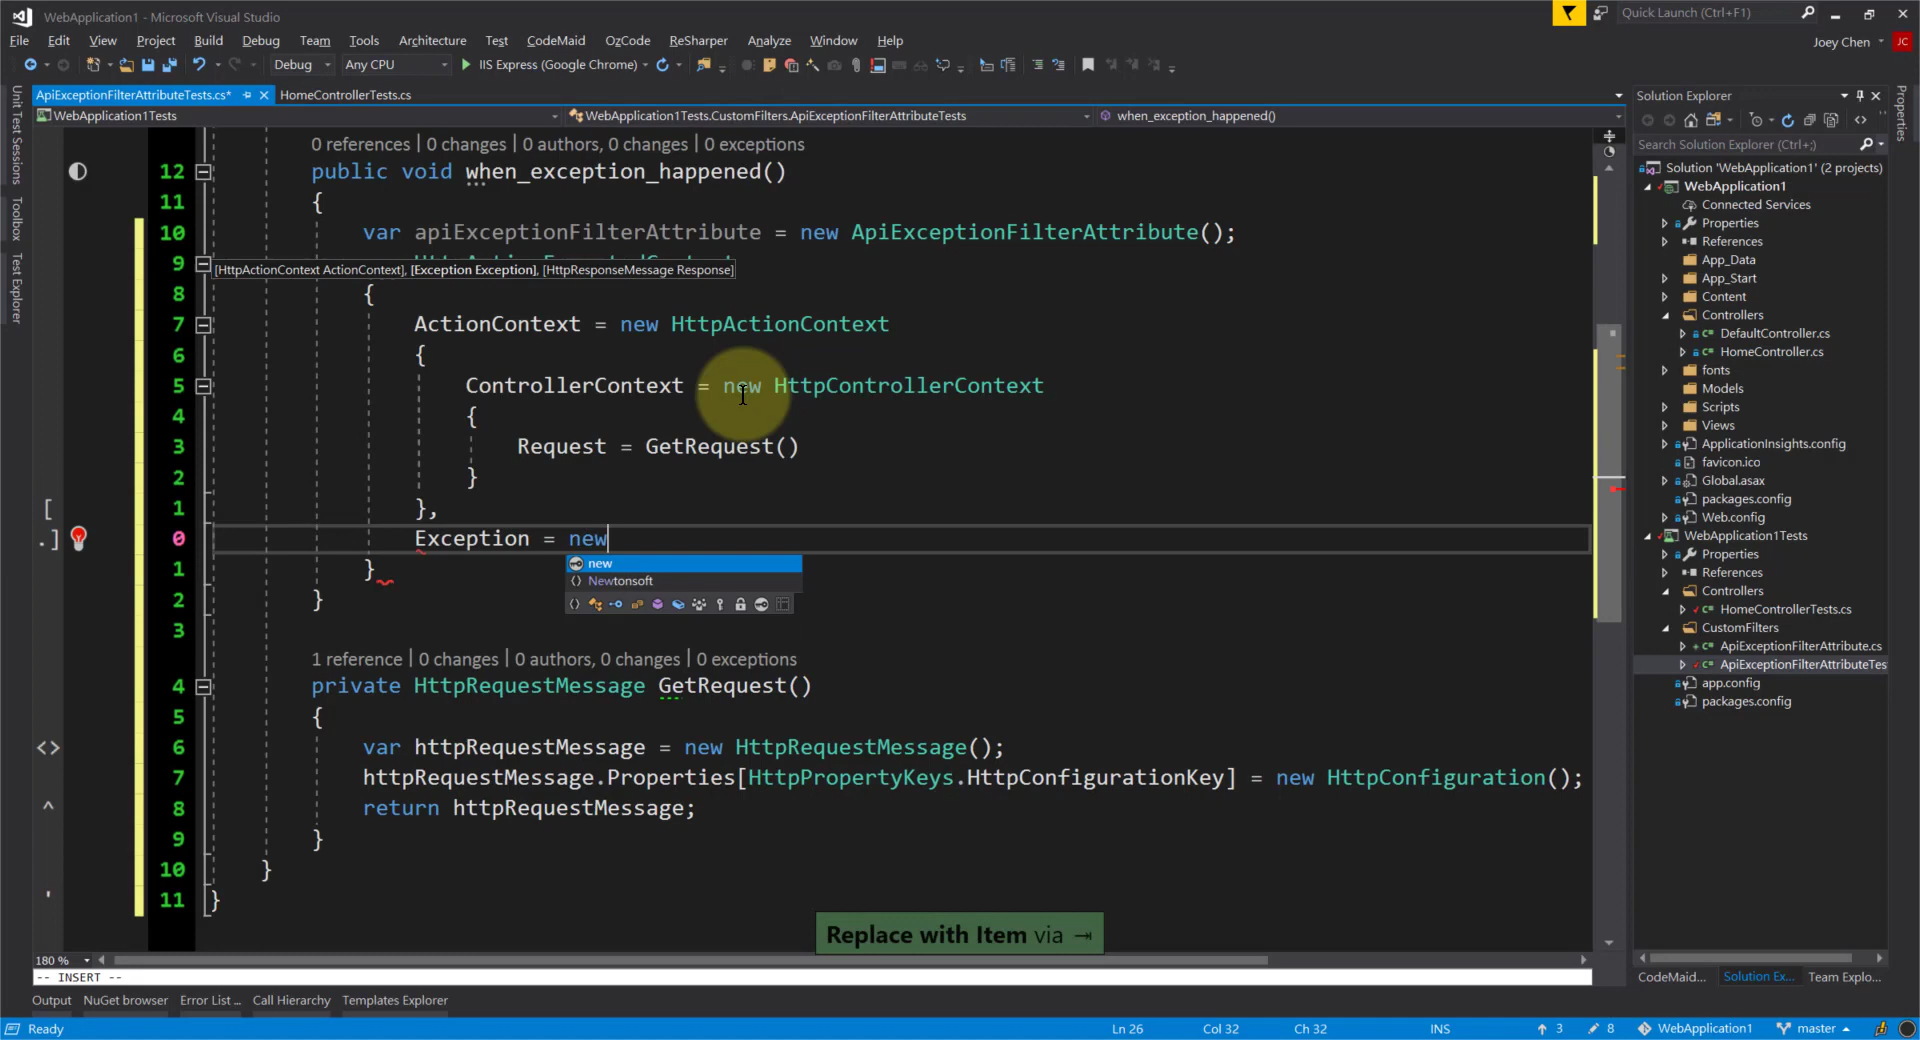 WebApplication1 - Microsoft Visual Studio
Quick Launch (Ctrl+F1)
File Edit View Project Build Debug Team Tools Architecture Test CodeMaid OzCode ReSharper Analyze Window Help
Joey Chen JC
Debug Any CPU IIS Express (Google Chrome)
ApiExceptionFilterAttributeTests.cs* HomeControllerTests.cs
WebApplication1Tests WebApplication1Tests.CustomFilters.ApiExceptionFilterAttributeTests when_exception_happened()
Unit Test Sessions
Toolbox
Test Explorer
0 references | 0 changes | 0 authors, 0 changes | 0 exceptions
12 public void when_exception_happened()
11 {
10 var apiExceptionFilterAttribute = new ApiExceptionFilterAttribute();
9
[HttpActionContext ActionContext], [Exception Exception], [HttpResponseMessage Response]
8 {
7 ActionContext = new HttpActionContext
6 {
5 ControllerContext = new HttpControllerContext
4 {
3 Request = GetRequest()
2 }
1 },
0 Exception = new
new
Newtonsoft
1 }
2 }
3
1 reference | 0 changes | 0 authors, 0 changes | 0 exceptions
4 private HttpRequestMessage GetRequest()
5 {
6 var httpRequestMessage = new HttpRequestMessage();
7 httpRequestMessage.Properties[HttpPropertyKeys.HttpConfigurationKey] = new HttpConfiguration();
8 return httpRequestMessage;
9 }
10 }
11 }
Replace with Item via ⇥
180 %
-- INSERT --
Output NuGet browser Error List ... Call Hierarchy Templates Explorer
Solution Explorer
Search Solution Explorer (Ctrl+;)
Solution 'WebApplication1' (2 projects)
WebApplication1
Connected Services
Properties
References
App_Data
App_Start
Content
Controllers
DefaultController.cs
HomeController.cs
fonts
Models
Scripts
Views
ApplicationInsights.config
favicon.ico
Global.asax
packages.config
Web.config
WebApplication1Tests
Properties
References
Controllers
HomeControllerTests.cs
CustomFilters
ApiExceptionFilterAttribute.cs
ApiExceptionFilterAttributeTes
app.config
packages.config
CodeMaid... Solution Ex... Team Explo...
Properties
Ready Ln 26 Col 32 Ch 32 INS 3 8 WebApplication1 master